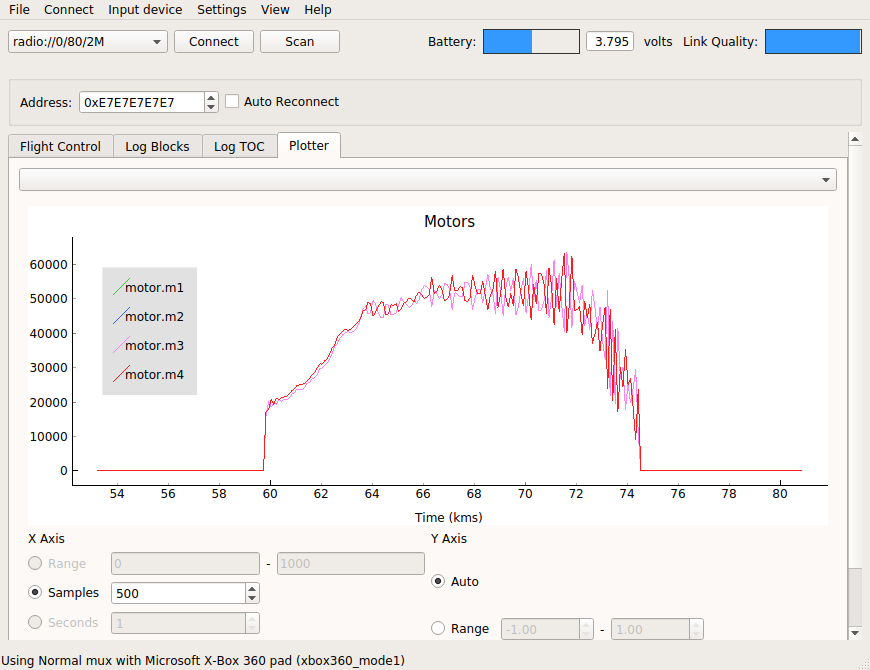 File Connect Input device Settings View Help
radio://0/80/2M Connect Scan Battery: 3.795 volts Link Quality:
Address: 0xE7E7E7E7E7 Auto Reconnect
Flight Control Log Blocks Log TOC Plotter
Motors
60000
50000
40000
30000
20000
10000
0
motor.m1
motor.m2
motor.m3
motor.m4
54 56 58 60 62 64 66 68 70 72 74 76 78 80
Time (kms)
X Axis Y Axis
Range 0 - 1000
Auto
Samples 500
Seconds 1
Range -1.00 - 1.00
Using Normal mux with Microsoft X-Box 360 pad (xbox360_mode1)